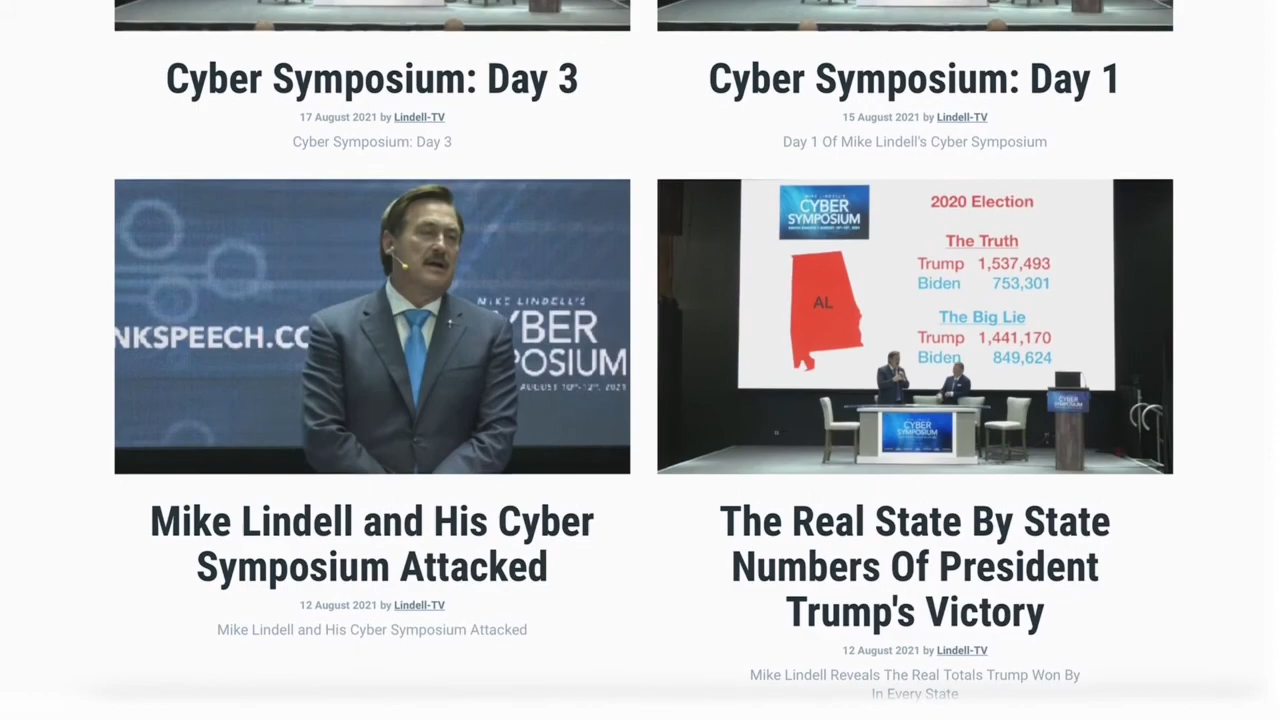 Cyber Symposium: Day 3
17 August 2021 by Lindell-TV
Cyber Symposium: Day 3
Cyber Symposium: Day 1
15 August 2021 by Lindell-TV
Day 1 Of Mike Lindell's Cyber Symposium
NKSPEECH.CO
MIKE LINDELL'S
YBER
POSIUM
AUGUST 10TH-12TH, 2021
Mike Lindell and His Cyber
Symposium Attacked
12 August 2021 by Lindell-TV
Mike Lindell and His Cyber Symposium Attacked
MIKE LINDELL'S
CYBER
SYMPOSIUM
2020 Election
The Truth
Trump 1,537,493
Biden 753,301
AL
The Big Lie
Trump 1,441,170
Biden 849,624
CYBER
SYMPOSIUM
CYBER
SYMPOSIUM
The Real State By State
Numbers Of President
Trump's Victory
12 August 2021 by Lindell-TV
Mike Lindell Reveals The Real Totals Trump Won By
In Every State